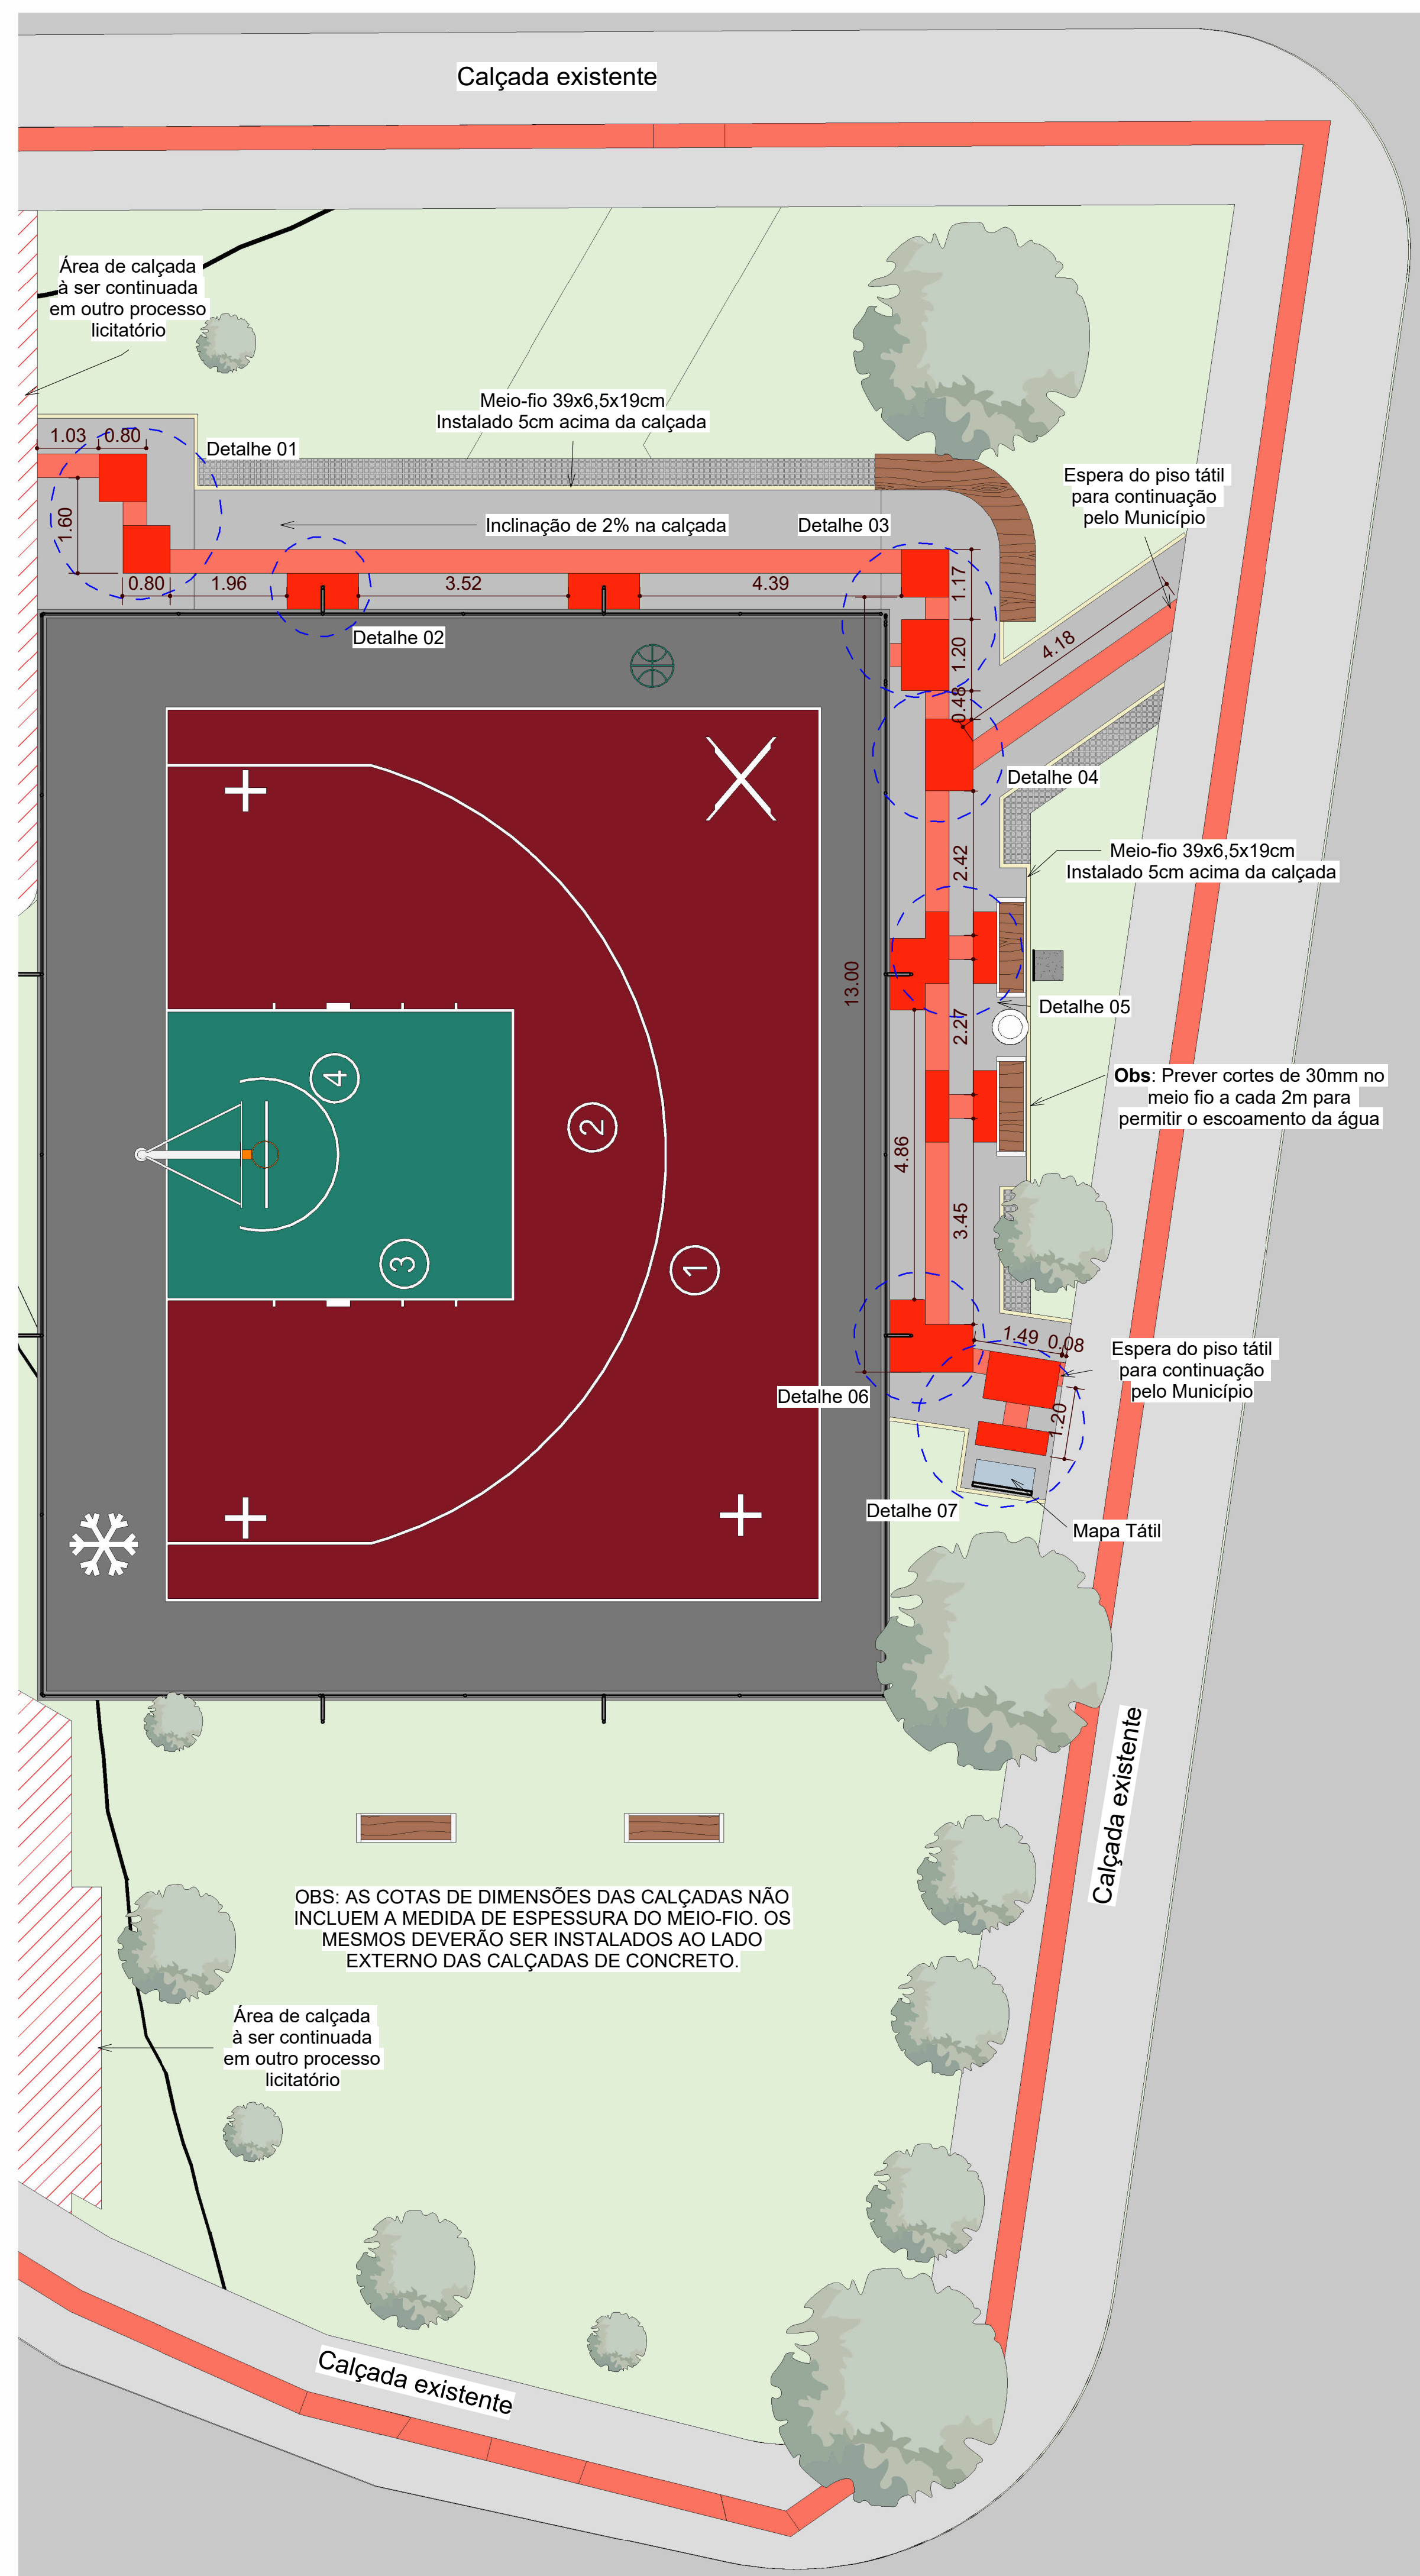 Calçada existente
Área de calçada
à ser continuada
em outro processo
licitatório
Meio-fio 39x6,5x19cm
Instalado 5cm acima da calçada
1.03
0.80
Detalhe 01
Espera do piso tátil
para continuação
pelo Município
1.60
Inclinação de 2% na calçada
Detalhe 03
0.80
1.96
3.52
4.39
1.17
Detalhe 02
1.20
4.18
0.48
Detalhe 04
2.42
Meio-fio 39x6,5x19cm
Instalado 5cm acima da calçada
13.00
Detalhe 05
2.27
4
2
Obs: Prever cortes de 30mm no
meio fio a cada 2m para
permitir o escoamento da água
4.86
3.45
3
1
1.49
0.08
Espera do piso tátil
para continuação
pelo Município
Detalhe 06
1.20
Detalhe 07
Mapa Tátil
Calçada existente
OBS: AS COTAS DE DIMENSÕES DAS CALÇADAS NÃO
INCLUEM A MEDIDA DE ESPESSURA DO MEIO-FIO. OS
MESMOS DEVERÃO SER INSTALADOS AO LADO
EXTERNO DAS CALÇADAS DE CONCRETO.
Área de calçada
à ser continuada
em outro processo
licitatório
Calçada existente